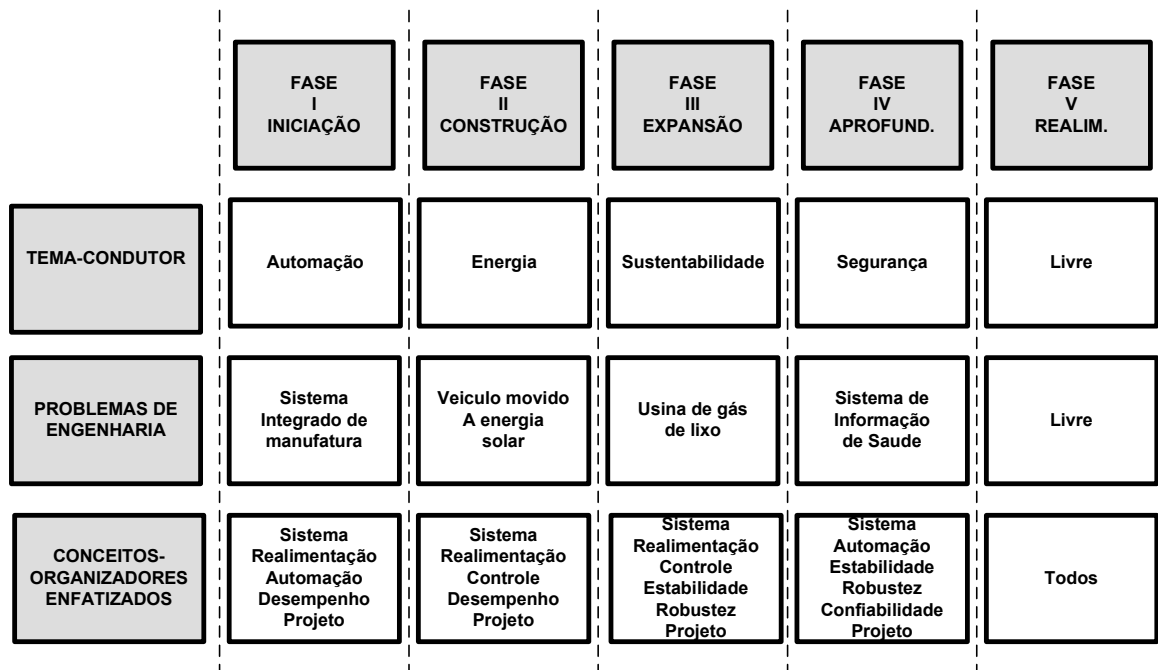 FASE
I
INICIAÇÃO
FASE
II
CONSTRUÇÃO
FASE
III
EXPANSÃO
FASE
IV
APROFUND.
FASE
V
REALIM.
TEMA-CONDUTOR
Automação
Energia
Sustentabilidade
Segurança
Livre
PROBLEMAS DE
ENGENHARIA
Sistema
Integrado de
manufatura
Veiculo movido
A energia
solar
Usina de gás
de lixo
Sistema de
Informação
de Saude
Livre
CONCEITOS-
ORGANIZADORES
ENFATIZADOS
Sistema
Realimentação
Automação
Desempenho
Projeto
Sistema
Realimentação
Controle
Desempenho
Projeto
Sistema
Realimentação
Controle
Estabilidade
Robustez
Projeto
Sistema
Automação
Estabilidade
Robustez
Confiabilidade
Projeto
Todos